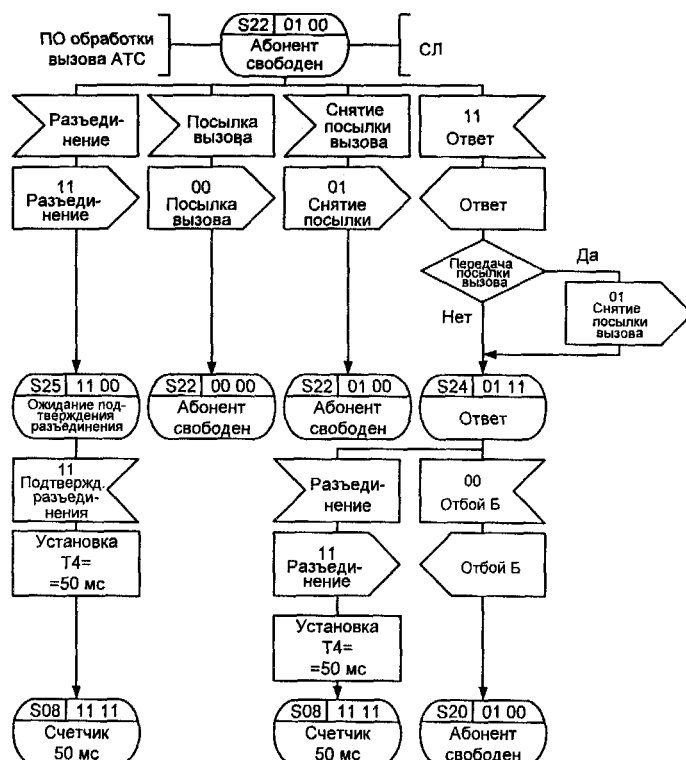 ПО обработки
вызова АТС
S22 01 00
Абонент
свободен
СЛ
Разъеди-
нение
Посылка
вызова
Снятие
посылки
вызова
11
Ответ
11
Разъеди-
нение
00
Посылка
вызова
01
Снятие
посылки
Ответ
Передача
посылки
вызова
Да
Нет
01
Снятие
посылки
вызова
S25 11 00
Ожидание под-
тверждения
разъединения
S22 00 00
Абонент
свободен
S22 01 00
Абонент
свободен
S24 01 11
Ответ
11
Подтвержд.
разъеди-
нения
Разъеди-
нение
00
Отбой Б
Установка
Т4=
=50 мс
11
Разъеди-
нение
Отбой Б
Установка
Т4=
=50 мс
S08 11 11
Счетчик
50 мс
S08 11 11
Счетчик
50 мс
S20 01 00
Абонент
свободен